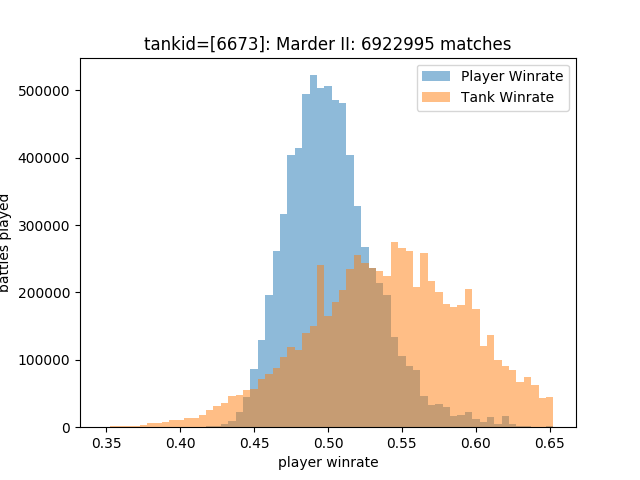 tankid=[6673]: Marder II: 6922995 matches
Player Winrate
Tank Winrate
500000
400000
300000
200000
100000
0
battles played
0.35 0.40 0.45 0.50 0.55 0.60 0.65
player winrate